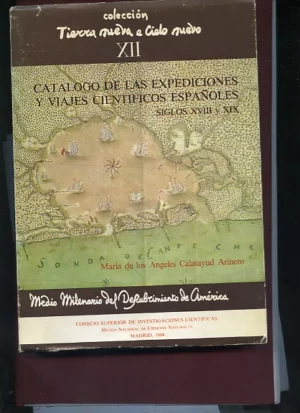 colección
Tierra nueva e Cielo nuevo
XII
CATALOGO DE LAS EXPEDICIONES
Y VIAJES CIENTIFICOS ESPAÑOLES
SIGLOS XVIII y XIX
SONDA DE CANPECHE
María de los Angeles Calatayud Arinero
Medio Milenario del Descubrimiento de América
CONSEJO SUPERIOR DE INVESTIGACIONES CIENTIFICAS
MUSEO NACIONAL DE CIENCIAS NATURALES
MADRID, 1984